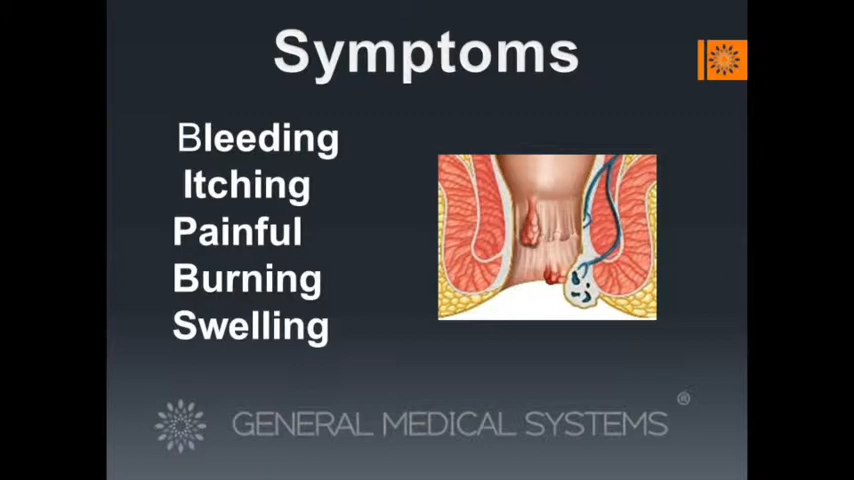 Symptoms
Bleeding
Itching
Painful
Burning
Swelling
GENERAL MEDICAL SYSTEMS ®